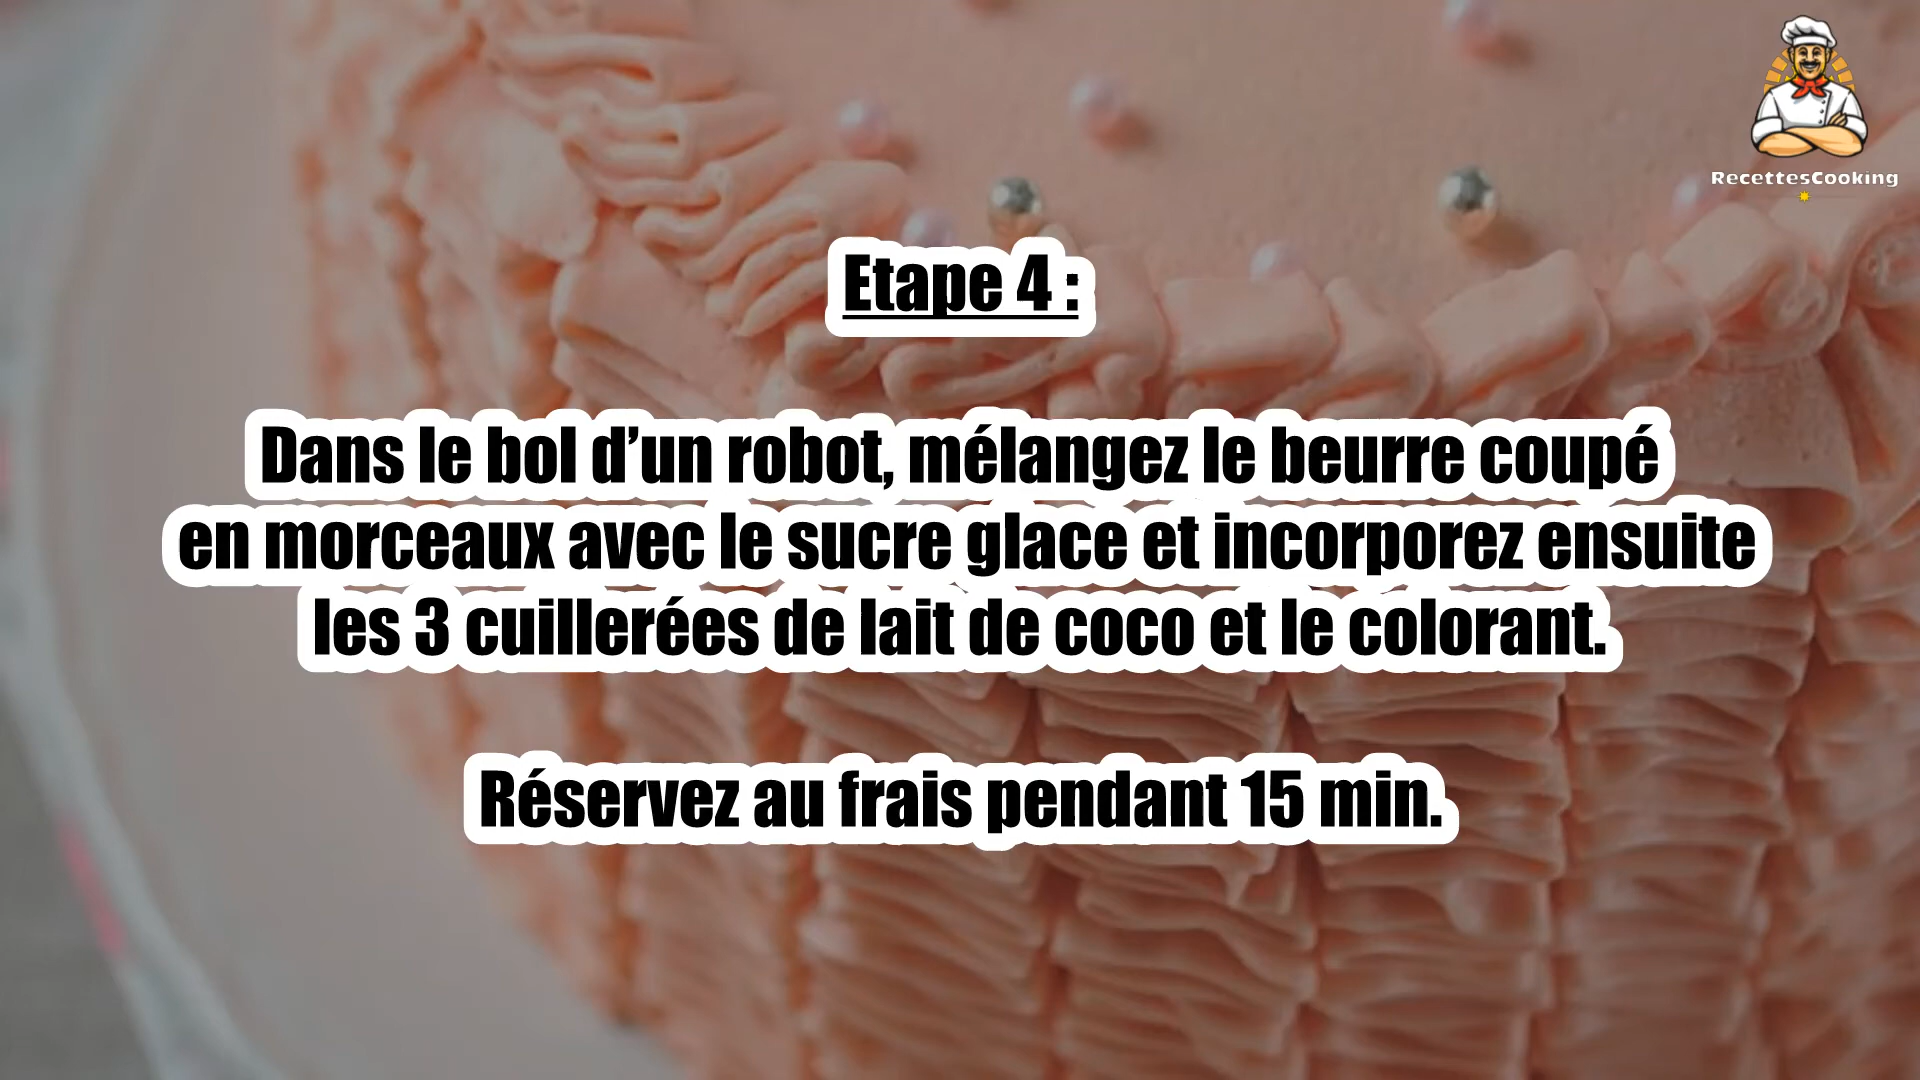 RecettesCooking
Etape 4 :
Dans le bol d’un robot, mélangez le beurre coupé
en morceaux avec le sucre glace et incorporez ensuite
les 3 cuillerées de lait de coco et le colorant.
Réservez au frais pendant 15 min.